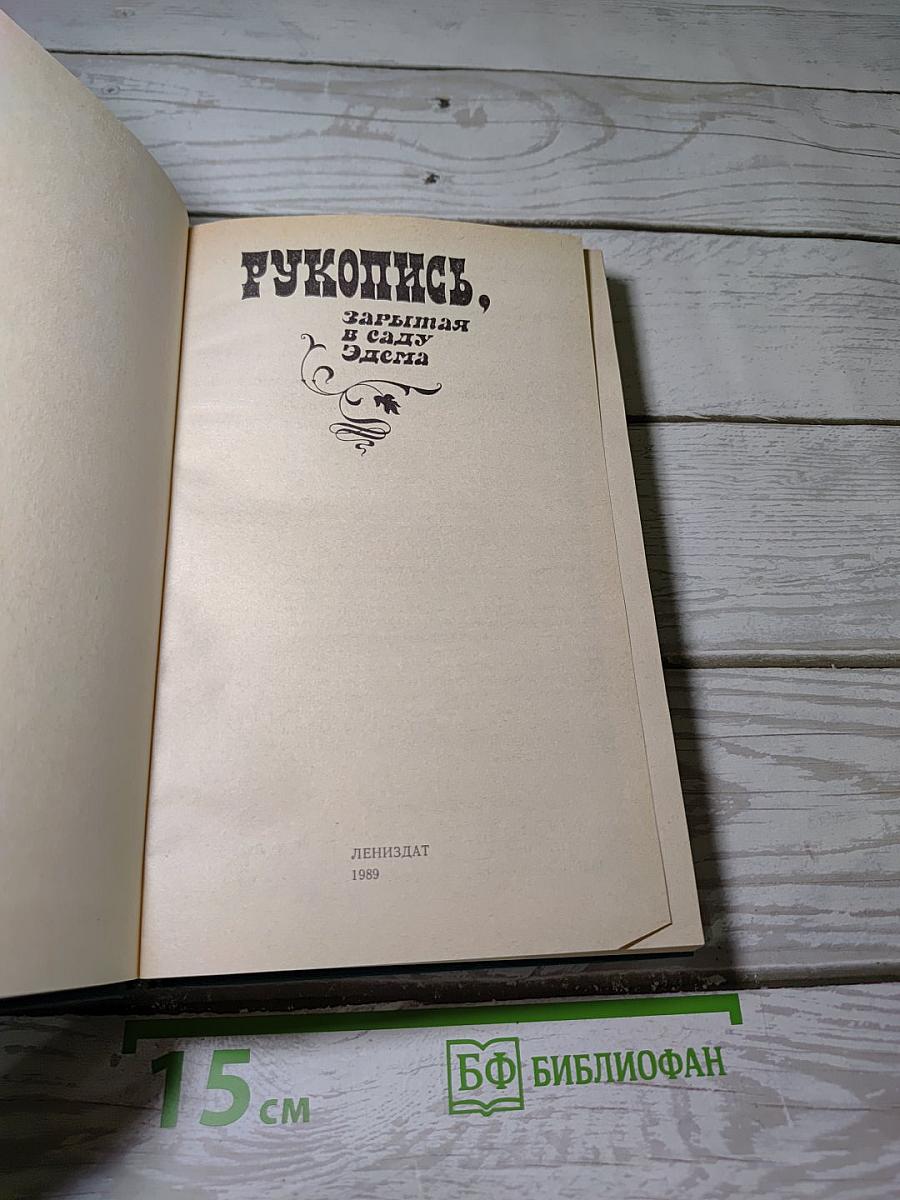 РУКОПИСЬ,
зарытая
в саду
Эдема
ЛЕНИЗДАТ
1989
15 см
БФ БИБЛИОФАН